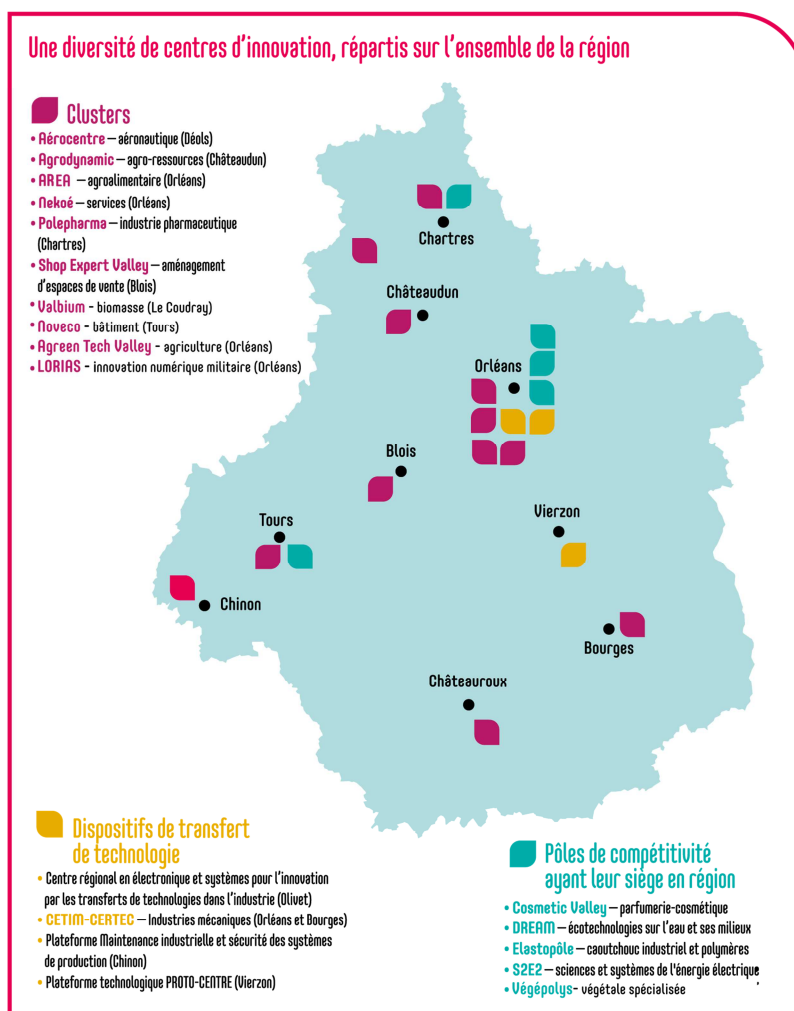 Une diversité de centres d'innovation, répartis sur l'ensemble de la région
Clusters
• Aérocentre – aéronautique (Déols)
• Agrodynamic – agro-ressources (Châteaudun)
• AREA – agroalimentaire (Orléans)
• Nekoé – services (Orléans)
• Polepharma – industrie pharmaceutique
(Chartres)
• Shop Expert Valley – aménagement
d'espaces de vente (Blois)
• Valbium - biomasse (Le Coudray)
• Noveco - bâtiment (Tours)
• Agreen Tech Valley - agriculture (Orléans)
• LORIAS - innovation numérique militaire (Orléans)
Chartres
Châteaudun
Orléans
Blois
Tours
Vierzon
Chinon
Bourges
Châteauroux
Dispositifs de transfert
de technologie
• Centre régional en électronique et systèmes pour l'innovation
par les transferts de technologies dans l'industrie (Olivet)
• CETIM-CERTEC – Industries mécaniques (Orléans et Bourges)
• Plateforme Maintenance industrielle et sécurité des systèmes
de production (Chinon)
• Plateforme technologique PROTO-CENTRE (Vierzon)
Pôles de compétitivité
ayant leur siège en région
• Cosmetic Valley – parfumerie-cosmétique
• DREAM – écotechnologies sur l'eau et ses milieux
• Elastopôle – caoutchouc industriel et polymères
• S2E2 – sciences et systèmes de l'énergie électrique
• Végépolys- végétale spécialisée